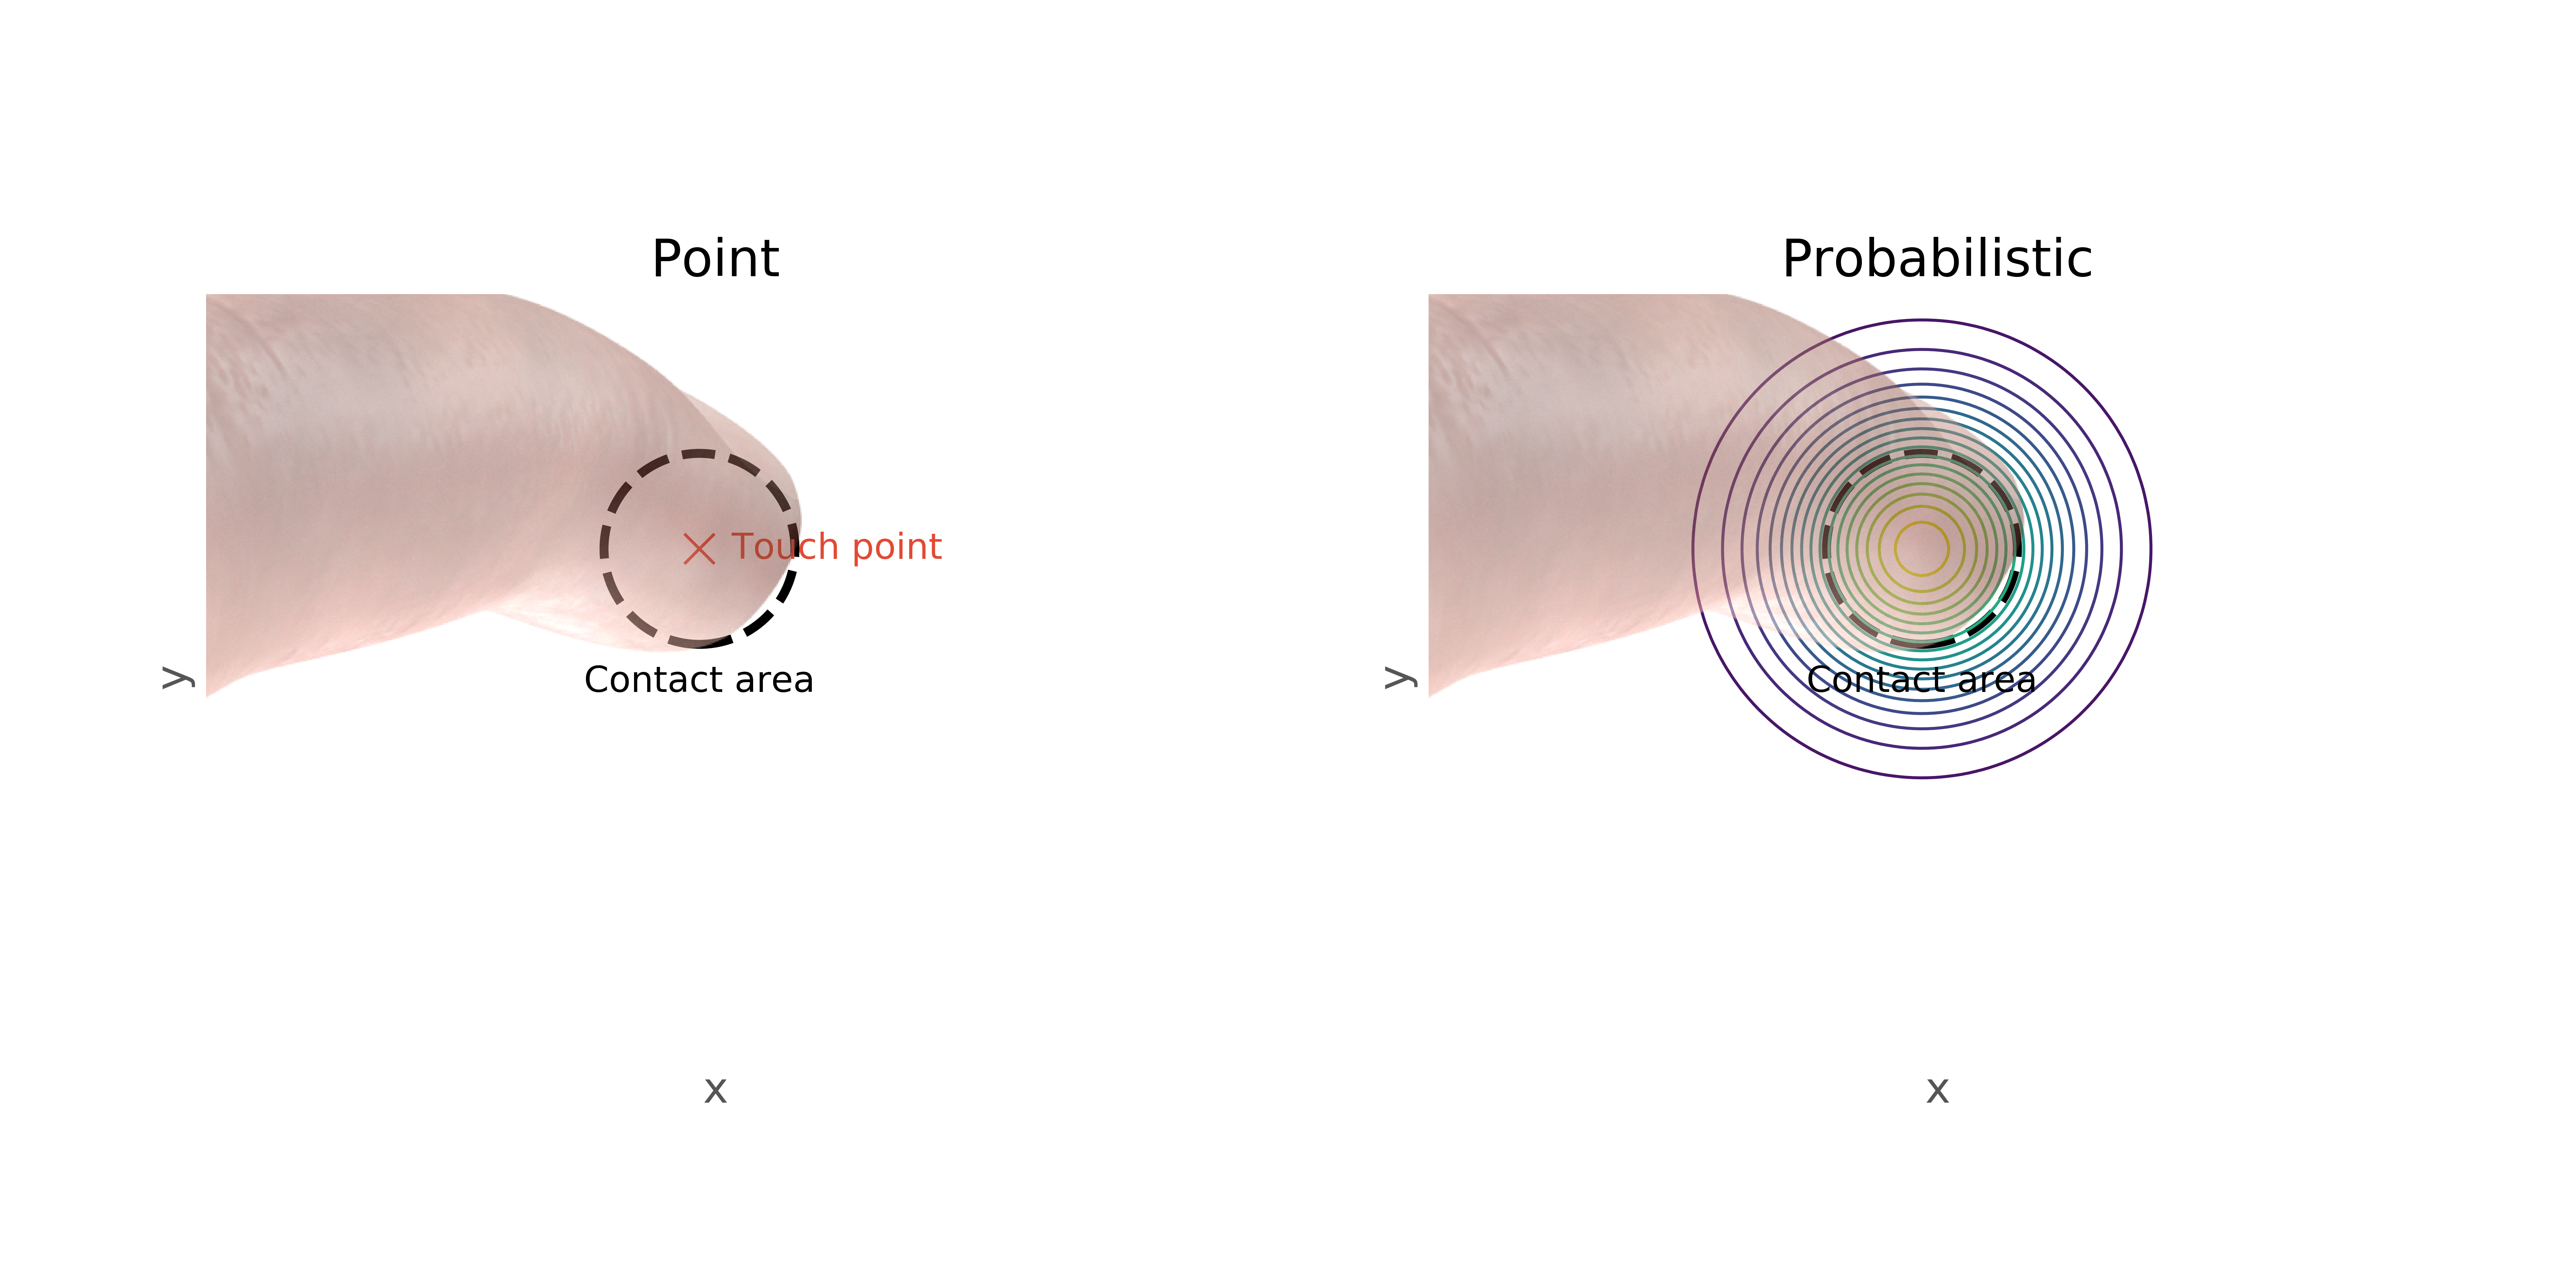 Point
Touch point
Contact area
y
x
Probabilistic
Contact area
y
x